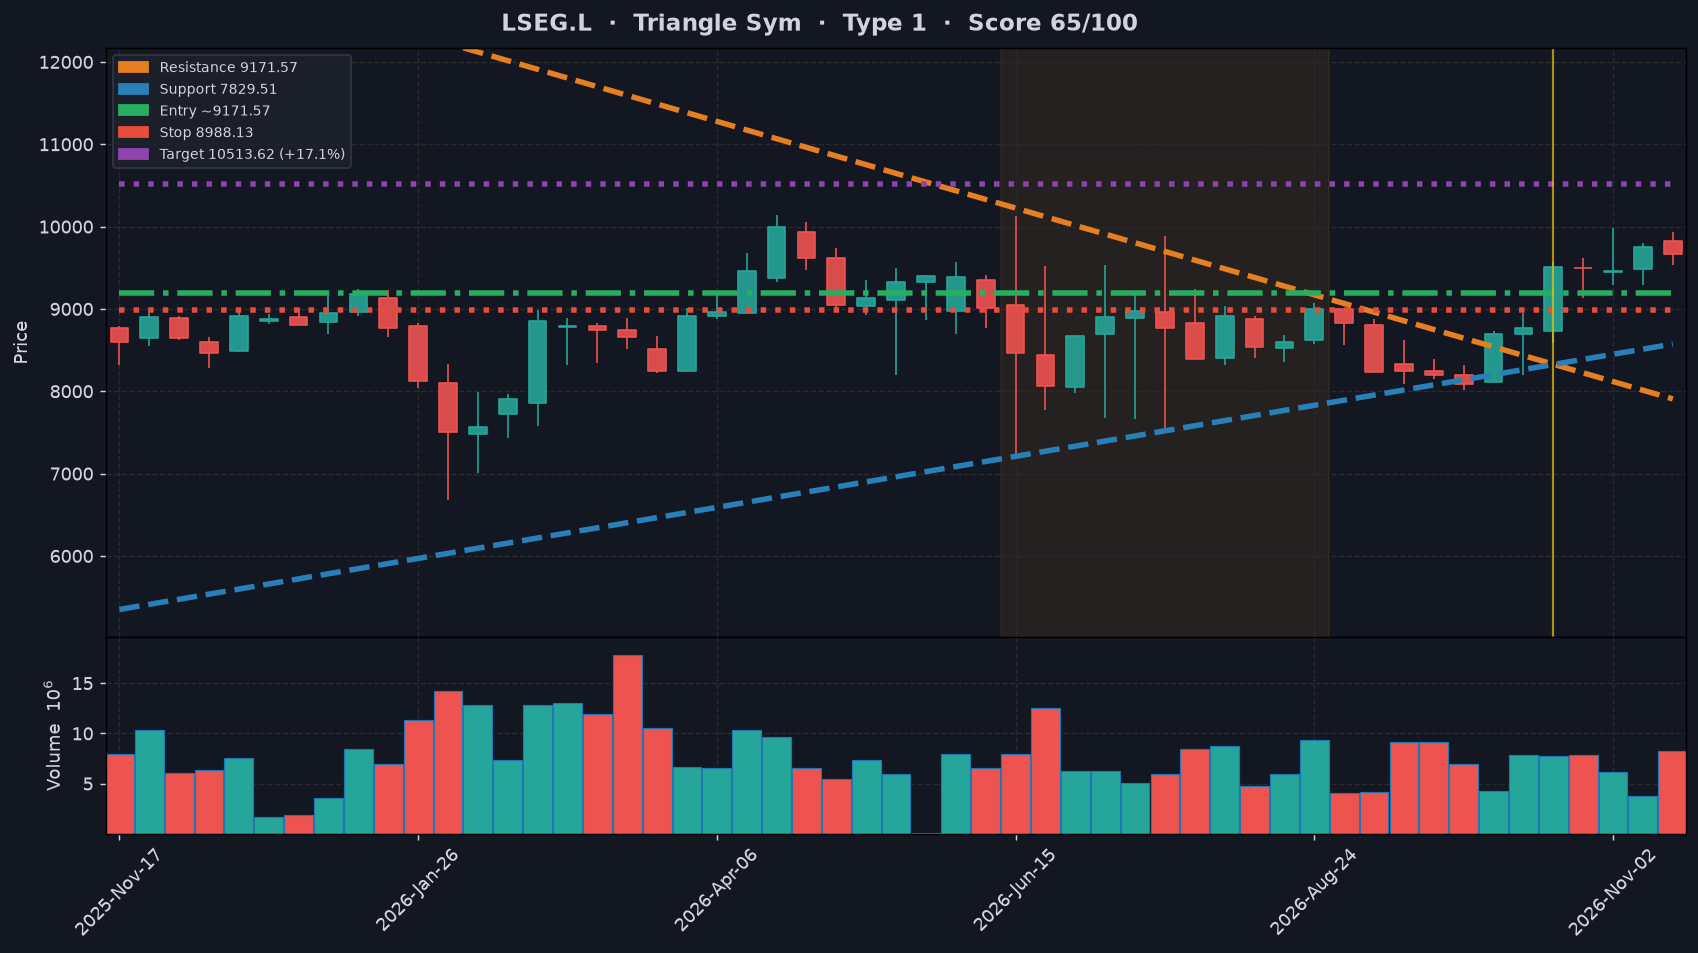 LSEG.L  ·  Triangle Sym  ·  Type 1  ·  Score 65/100
Resistance 9171.57
Support 7829.51
Entry ~9171.57
Stop 8988.13
Target 10513.62 (+17.1%)
Price
12000
11000
10000
9000
8000
7000
6000
Volume 10⁶
15
10
5
2025-Nov-17
2026-Jan-26
2026-Apr-06
2026-Jun-15
2026-Aug-24
2026-Nov-02